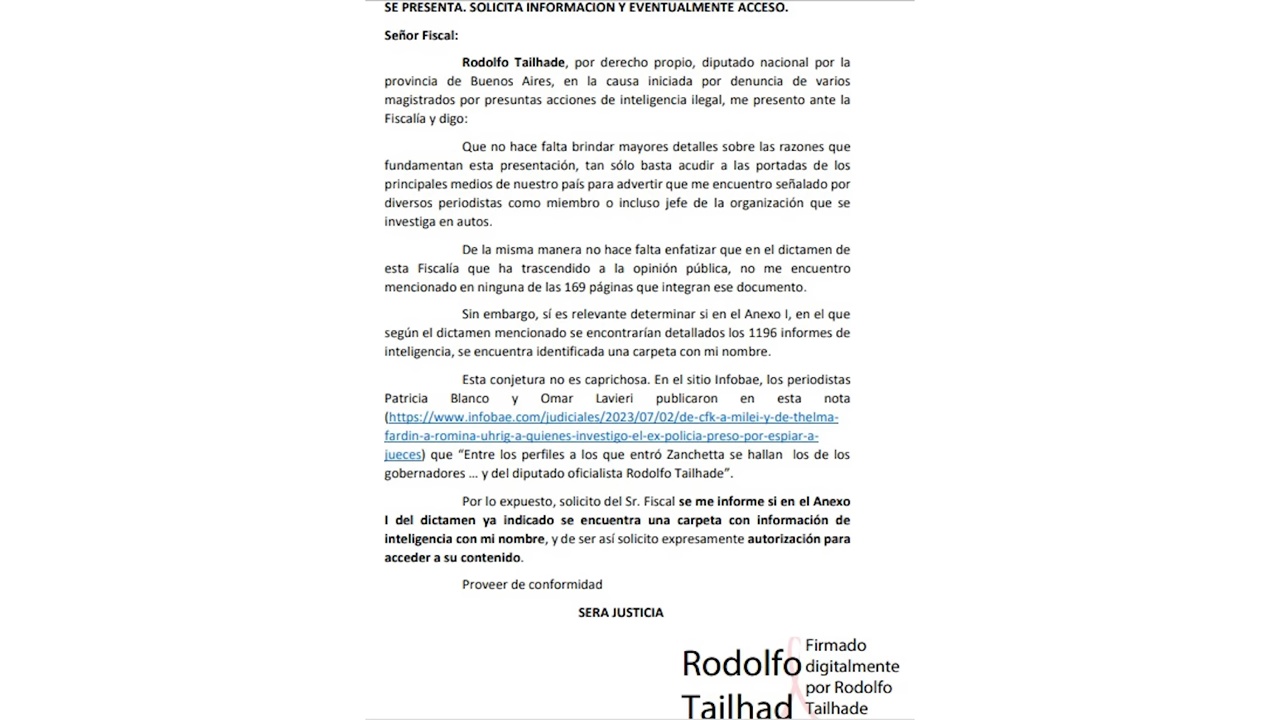 SE PRESENTA. SOLICITA INFORMACION Y EVENTUALMENTE ACCESO.
Señor Fiscal:
Rodolfo Tailhade, por derecho propio, diputado nacional por la
provincia de Buenos Aires, en la causa iniciada por denuncia de varios
magistrados por presuntas acciones de inteligencia ilegal, me presento ante la
Fiscalía y digo:
Que no hace falta brindar mayores detalles sobre las razones que
fundamentan esta presentación, tan sólo basta acudir a las portadas de los
principales medios de nuestro país para advertir que me encuentro señalado por
diversos periodistas como miembro o incluso jefe de la organización que se
investiga en autos.
De la misma manera no hace falta enfatizar que en el dictamen de
esta Fiscalía que ha trascendido a la opinión pública, no me encuentro
mencionado en ninguna de las 169 páginas que integran ese documento.
Sin embargo, sí es relevante determinar si en el Anexo I, en el que
según el dictamen mencionado se encontrarían detallados los 1196 informes de
inteligencia, se encuentra identificada una carpeta con mi nombre.
Esta conjetura no es caprichosa. En el sitio Infobae, los periodistas
Patricia Blanco y Omar Lavieri publicaron en esta nota
(https://www.infobae.com/judiciales/2023/07/02/de-cfk-a-milei-y-de-thelma-
fardin-a-romina-uhrig-a-quienes-investigo-el-ex-policia-preso-por-espiar-a-
jueces) que “Entre los perfiles a los que entró Zanchetta se hallan los de los
gobernadores ... y del diputado oficialista Rodolfo Tailhade”.
Por lo expuesto, solicito del Sr. Fiscal se me informe si en el Anexo
I del dictamen ya indicado se encuentra una carpeta con información de
inteligencia con mi nombre, y de ser así solicito expresamente autorización para
acceder a su contenido.
Proveer de conformidad
SERA JUSTICIA
Rodolfo
Tailhad
Firmado
digitalmente
por Rodolfo
Tailhade